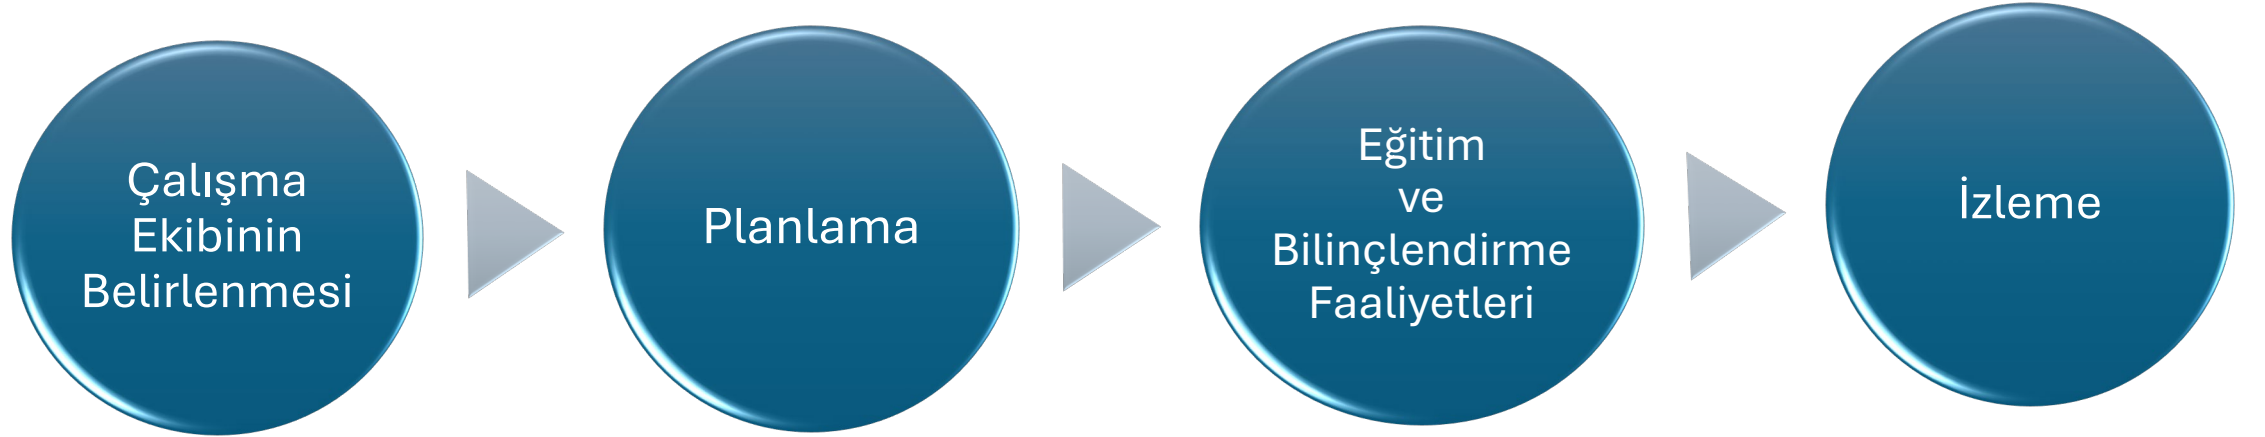 Çalışma
Ekibinin
Belirlenmesi
Planlama
Eğitim
ve
Bilinçlendirme
Faaliyetleri
İzleme